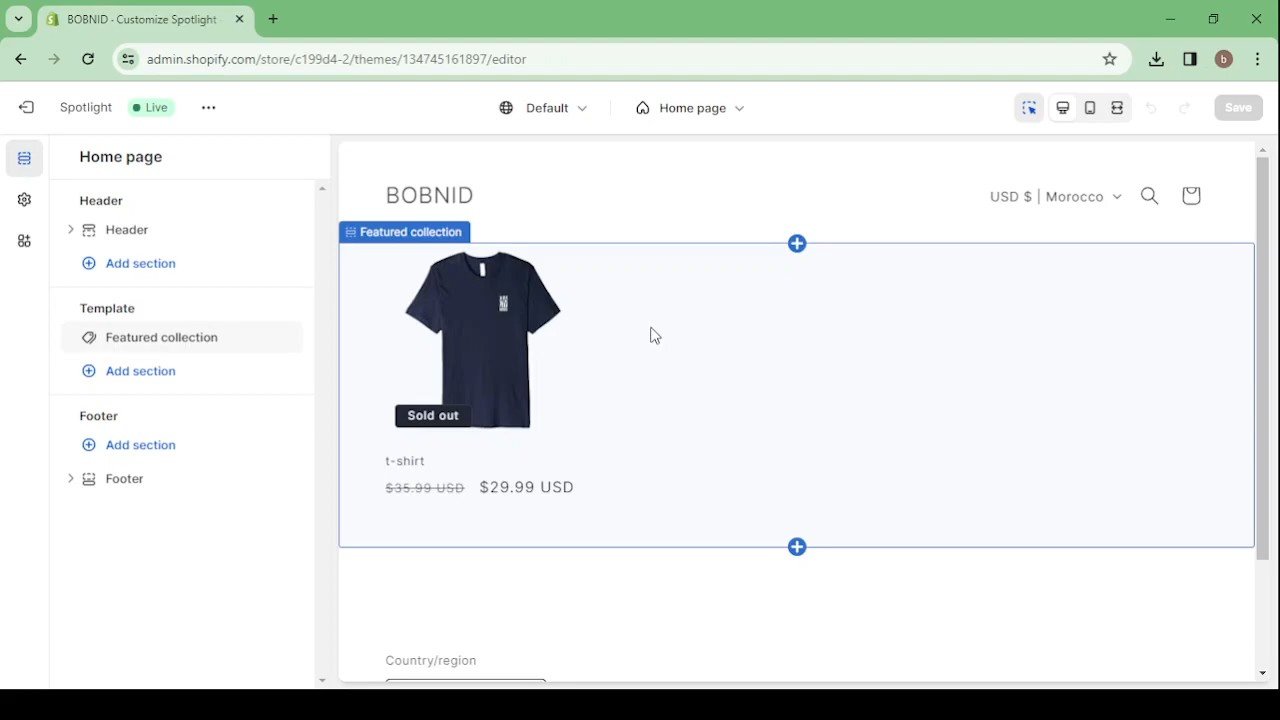 BOBNID - Customize Spotlight
admin.shopify.com/store/c199d4-2/themes/134745161897/editor
b
Spotlight
Live
Default
Home page
Save
Home page
Header
Header
Add section
Template
Featured collection
Add section
Footer
Add section
Footer
BOBNID
USD $ | Morocco
Featured collection
Sold out
t-shirt
$35.99 USD $29.99 USD
Country/region